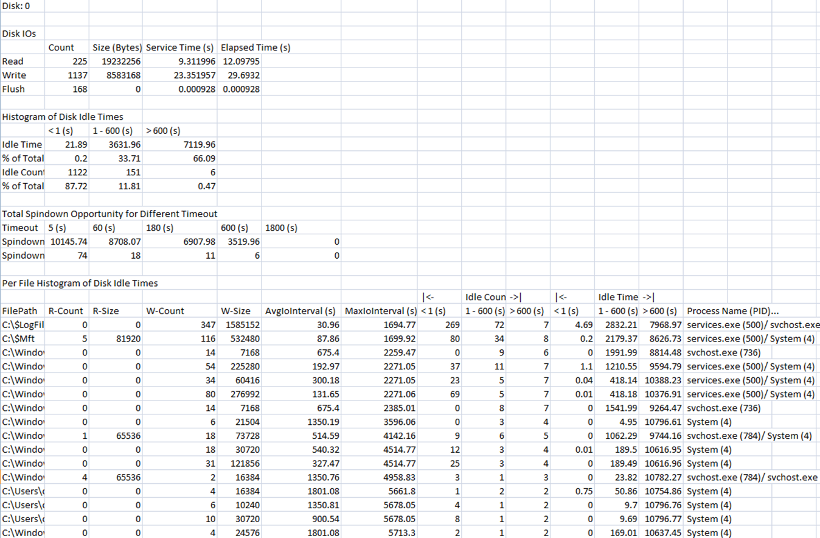 Disk: 0
Disk IOs
Count Size (Bytes) Service Time (s) Elapsed Time (s)
Read 225 19232256 9.311996 12.09795
Write 1137 8583168 23.351957 29.6932
Flush 168 0 0.000928 0.000928
Histogram of Disk Idle Times
< 1 (s) 1 - 600 (s) > 600 (s)
Idle Time 21.89 3631.96 7119.96
% of Total 0.2 33.71 66.09
Idle Count 1122 151 6
% of Total 87.72 11.81 0.47
Total Spindown Opportunity for Different Timeout
Timeout 5 (s) 60 (s) 180 (s) 600 (s) 1800 (s)
Spindown 10145.74 8708.07 6907.98 3519.96 0
Spindown 74 18 11 6 0
Per File Histogram of Disk Idle Times
|<- Idle Coun ->| |<- Idle Time ->|
FilePath R-Count R-Size W-Count W-Size AvgIoInterval (s) MaxIoInterval (s) < 1 (s) 1 - 600 (s) > 600 (s) < 1 (s) 1 - 600 (s) > 600 (s) Process Name (PID)...
C:\$LogFil 0 0 347 1585152 30.96 1694.77 269 72 7 4.69 2832.21 7968.97 services.exe (500)/ svchost.exe
C:\$Mft 5 81920 116 532480 87.86 1699.92 80 34 8 0.2 2179.37 8626.73 services.exe (500)/ System (4)
C:\Windov 0 0 14 7168 675.4 2259.47 0 9 6 0 1991.99 8814.48 svchost.exe (736)
C:\Windov 0 0 54 225280 192.97 2271.05 37 11 7 1.1 1210.55 9594.79 services.exe (500)/ System (4)
C:\Windov 0 0 34 60416 300.18 2271.05 23 5 7 0.04 418.14 10388.23 services.exe (500)/ System (4)
C:\Windov 0 0 80 276992 131.65 2271.06 69 5 7 0.01 418.18 10376.91 services.exe (500)/ System (4)
C:\Windov 0 0 14 7168 675.4 2385.01 0 8 7 0 1541.99 9264.47 svchost.exe (736)
C:\Windov 0 0 6 21504 1350.19 3596.06 0 3 4 0 4.95 10796.61 System (4)
C:\Windov 1 65536 18 73728 514.59 4142.16 9 6 5 0 1062.29 9744.16 svchost.exe (784)/ System (4)
C:\Windov 0 0 18 30720 540.32 4514.77 12 3 4 0.01 189.5 10616.95 System (4)
C:\Windov 0 0 31 121856 327.47 4514.77 25 3 4 0 189.49 10616.96 System (4)
C:\Windov 4 65536 2 16384 1350.76 4958.83 3 1 3 0 23.82 10782.27 svchost.exe (784)/ svchost.exe
C:\Users\c 0 0 4 16384 1801.08 5661.8 1 2 2 0.75 50.86 10754.86 System (4)
C:\Users\c 0 0 6 10240 1350.81 5678.05 4 1 2 0 9.7 10796.76 System (4)
C:\Users\c 0 0 10 30720 900.54 5678.05 8 1 2 0 9.69 10796.77 System (4)
C:\Windov 0 0 4 24576 1801.08 5713.3 2 1 2 0 169.01 10637.45 System (4)